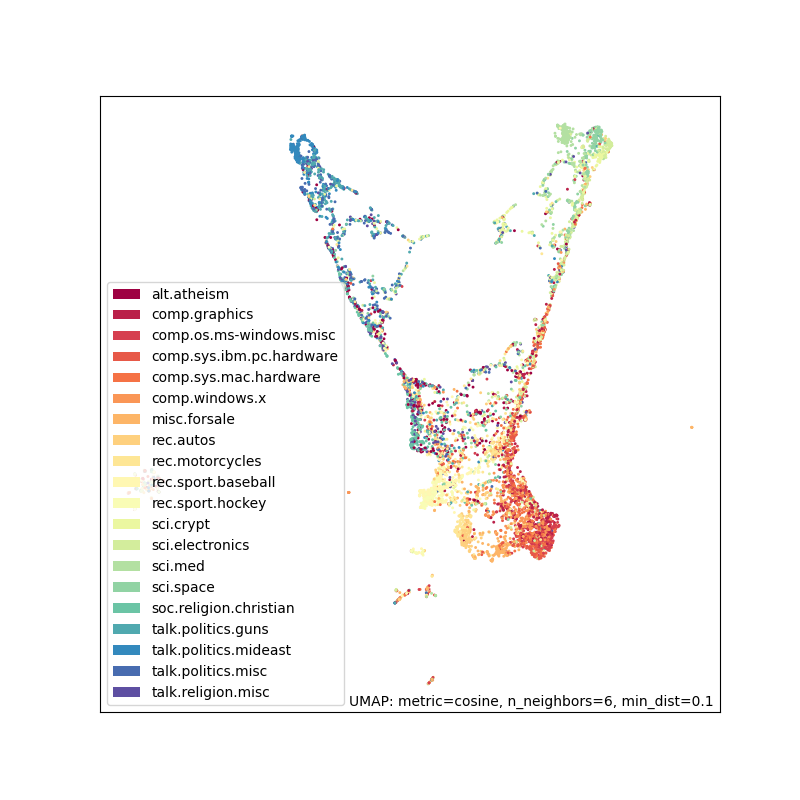 alt.atheism
comp.graphics
comp.os.ms-windows.misc
comp.sys.ibm.pc.hardware
comp.sys.mac.hardware
comp.windows.x
misc.forsale
rec.autos
rec.motorcycles
rec.sport.baseball
rec.sport.hockey
sci.crypt
sci.electronics
sci.med
sci.space
soc.religion.christian
talk.politics.guns
talk.politics.mideast
talk.politics.misc
talk.religion.misc
UMAP: metric=cosine, n_neighbors=6, min_dist=0.1